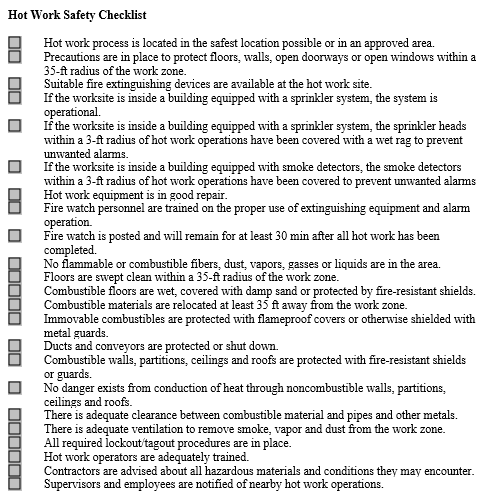 Hot Work Safety Checklist
Hot work process is located in the safest location possible or in an approved area.
Precautions are in place to protect floors, walls, open doorways or open windows within a
35-ft radius of the work zone.
Suitable fire extinguishing devices are available at the hot work site.
If the worksite is inside a building equipped with a sprinkler system, the system is
operational.
If the worksite is inside a building equipped with a sprinkler system, the sprinkler heads
within a 3-ft radius of hot work operations have been covered with a wet rag to prevent
unwanted alarms.
If the worksite is inside a building equipped with smoke detectors, the smoke detectors
within a 3-ft radius of hot work operations have been covered to prevent unwanted alarms
Hot work equipment is in good repair.
Fire watch personnel are trained on the proper use of extinguishing equipment and alarm
operation.
Fire watch is posted and will remain for at least 30 min after all hot work has been
completed.
No flammable or combustible fibers, dust, vapors, gasses or liquids are in the area.
Floors are swept clean within a 35-ft radius of the work zone.
Combustible floors are wet, covered with damp sand or protected by fire-resistant shields.
Combustible materials are relocated at least 35 ft away from the work zone.
Immovable combustibles are protected with flameproof covers or otherwise shielded with
metal guards.
Ducts and conveyors are protected or shut down.
Combustible walls, partitions, ceilings and roofs are protected with fire-resistant shields
or guards.
No danger exists from conduction of heat through noncombustible walls, partitions,
ceilings and roofs.
There is adequate clearance between combustible material and pipes and other metals.
There is adequate ventilation to remove smoke, vapor and dust from the work zone.
All required lockout/tagout procedures are in place.
Hot work operators are adequately trained.
Contractors are advised about all hazardous materials and conditions they may encounter.
Supervisors and employees are notified of nearby hot work operations.